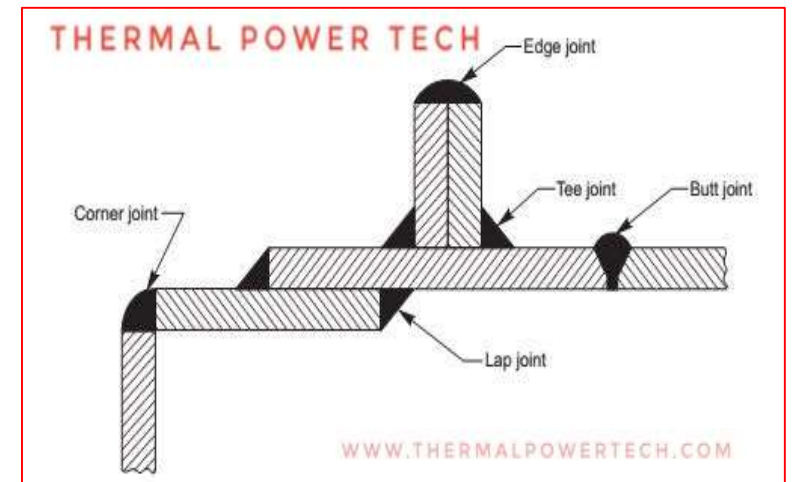 THERMAL POWER TECH
Edge joint
Tee joint
Butt joint
Corner joint
Lap joint
WWW.THERMALPOWERTECH.COM